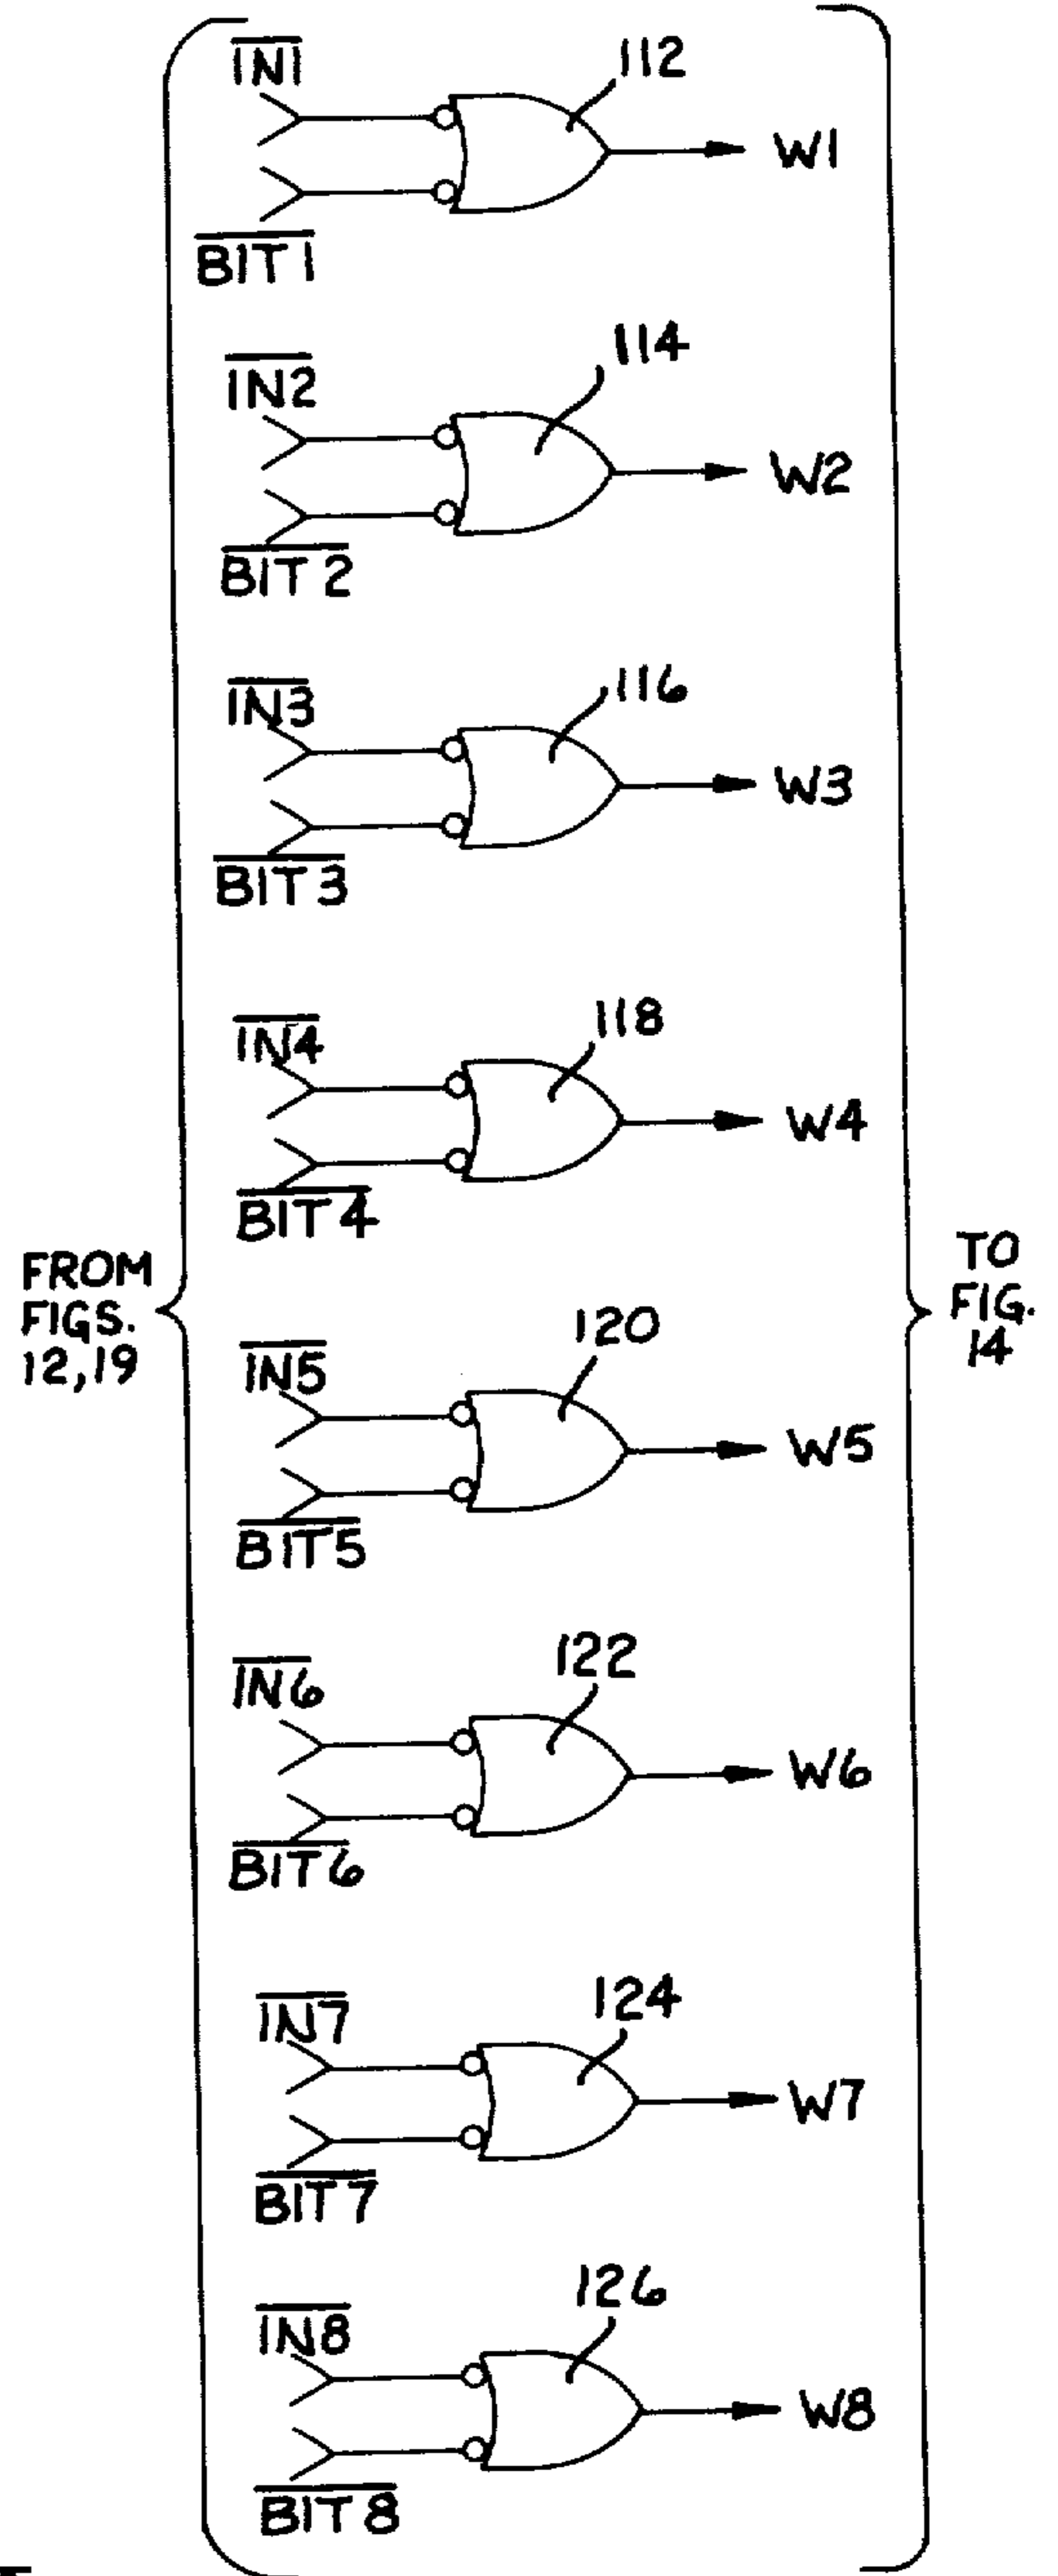 IN1
112
W1
BIT1
IN2
114
W2
BIT2
IN3
116
W3
BIT3
IN4
118
W4
BIT4
FROM
FIGS.
12,19
TO
FIG.
14
IN5
120
W5
BIT5
IN6
122
W6
BIT6
IN7
124
W7
BIT7
IN8
126
W8
BIT8